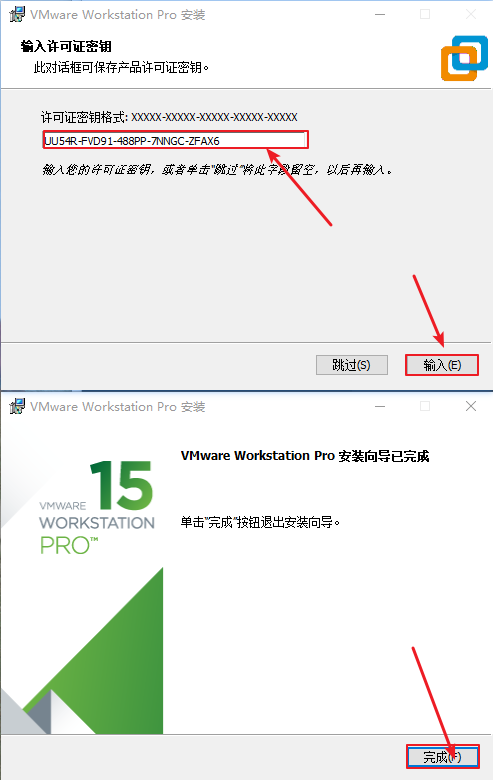 VMware Workstation Pro 安装
输入许可证密钥
此对话框可保存产品许可证密钥。
许可证密钥格式: XXXXX-XXXXX-XXXXX-XXXXX-XXXXX
UU54R-FVD91-488PP-7NNGC-ZFAX6
输入您的许可证密钥，或者单击"跳过"将此字段留空，以后再输入。
跳过(S)
输入(E)
VMware Workstation Pro 安装
VMware Workstation Pro 安装向导已完成
15
VMWARE
WORKSTATION
PRO™
单击"完成"按钮退出安装向导。
完成(F)